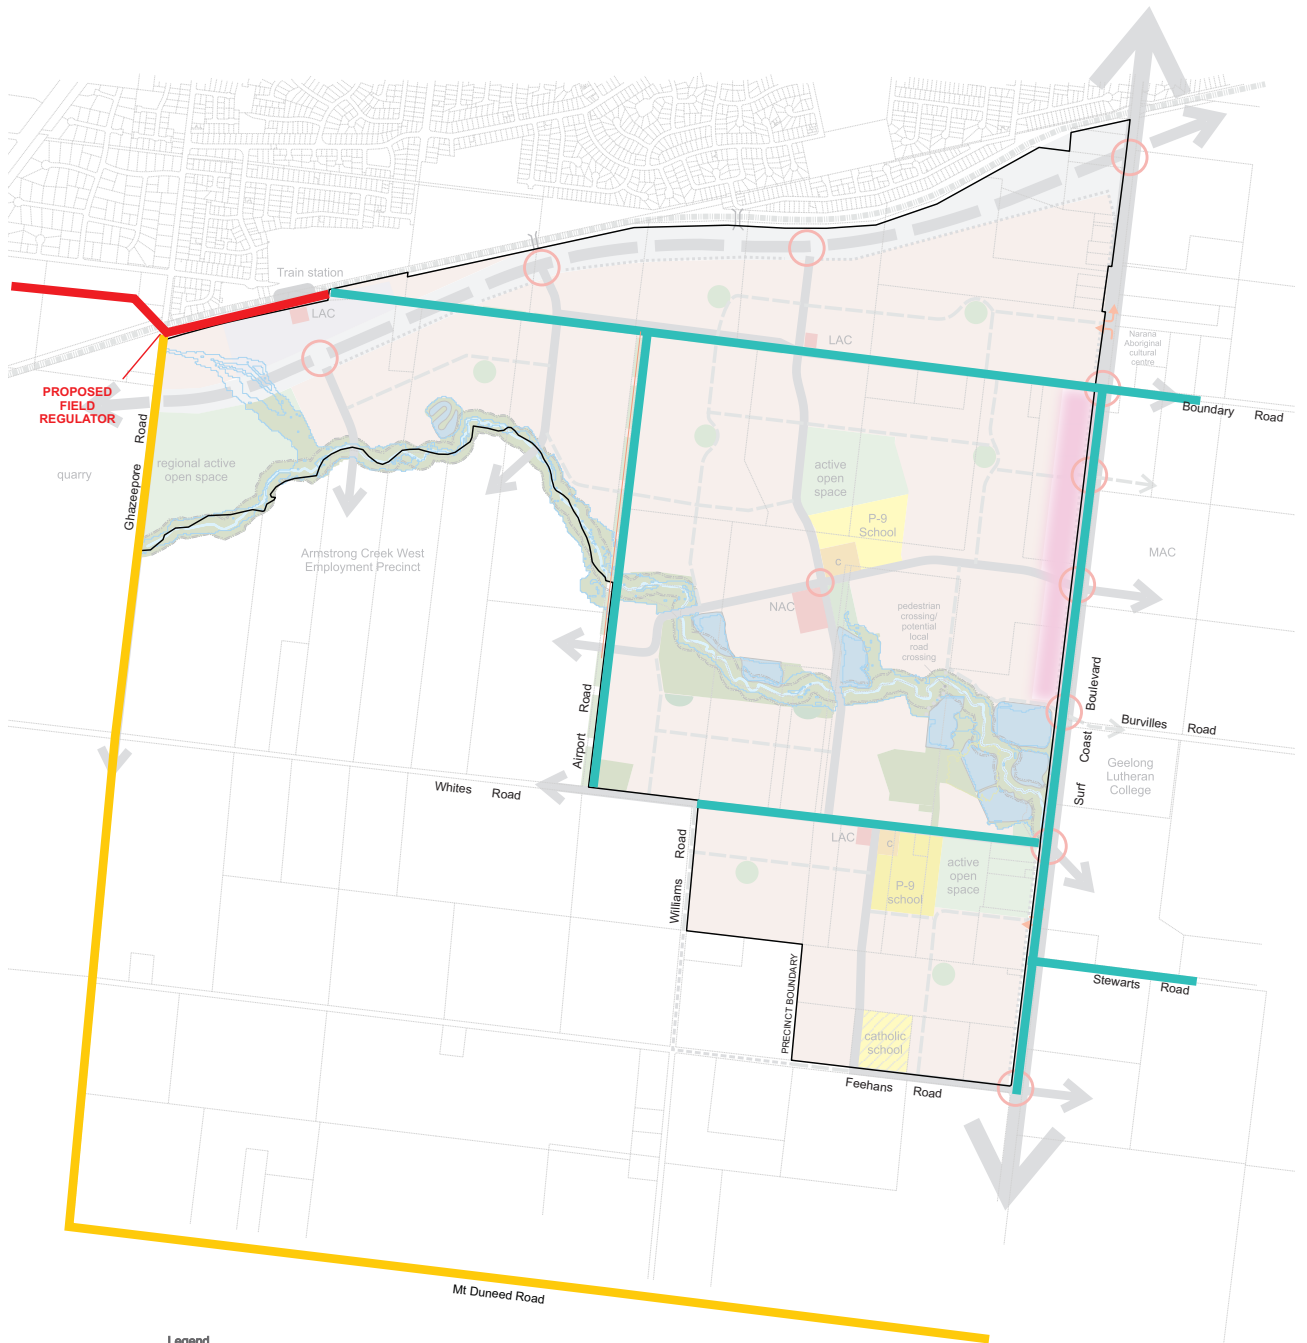 Train station
LAC
PROPOSED
FIELD
REGULATOR
Ghazeepore Road
quarry
regional active
open space
Armstrong Creek West
Employment Precinct
LAC
Narana
Aboriginal
cultural
centre
Boundary Road
active
open
space
P-9
School
c
NAC
pedestrian
crossing/
potential
local
road
crossing
MAC
Surf Coast Boulevard
Burvilles Road
Geelong
Lutheran
College
Airport Road
Whites Road
Williams Road
LAC
c
P-9
school
active
open
space
PRECINCT BOUNDARY
Stewarts Road
catholic
school
Feehans Road
Mt Duneed Road
Legend